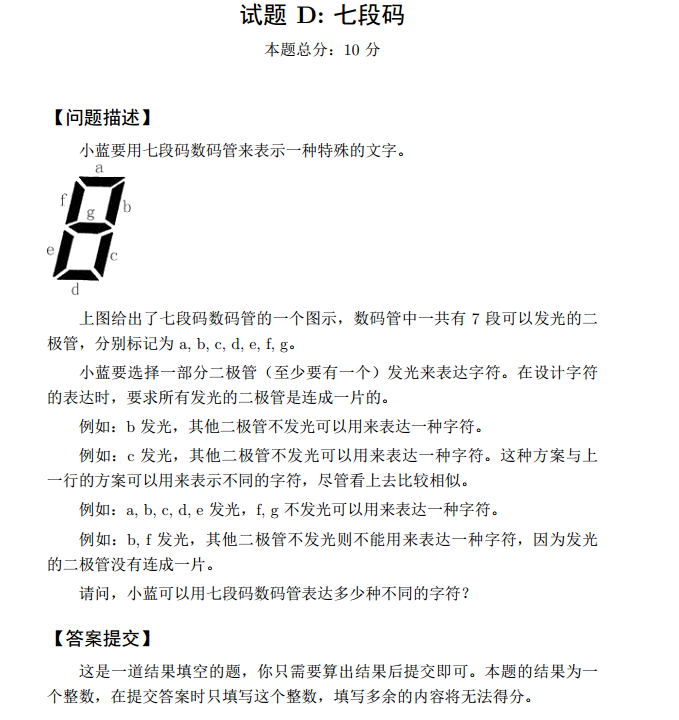 试题 D: 七段码
本题总分：10 分
【问题描述】
小蓝要用七段码数码管来表示一种特殊的文字。
a
f
g
b
e
c
d
上图给出了七段码数码管的一个图示，数码管中一共有 7 段可以发光的二
极管，分别标记为 a, b, c, d, e, f, g。
小蓝要选择一部分二极管（至少要有一个）发光来表达字符。在设计字符
的表达时，要求所有发光的二极管是连成一片的。
例如：b 发光，其他二极管不发光可以用来表达一种字符。
例如：c 发光，其他二极管不发光可以用来表达一种字符。这种方案与上
一行的方案可以用来表示不同的字符，尽管看上去比较相似。
例如：a, b, c, d, e 发光，f, g 不发光可以用来表达一种字符。
例如：b, f 发光，其他二极管不发光则不能用来表达一种字符，因为发光
的二极管没有连成一片。
请问，小蓝可以用七段码数码管表达多少种不同的字符？
【答案提交】
这是一道结果填空的题，你只需要算出结果后提交即可。本题的结果为一
个整数，在提交答案时只填写这个整数，填写多余的内容将无法得分。